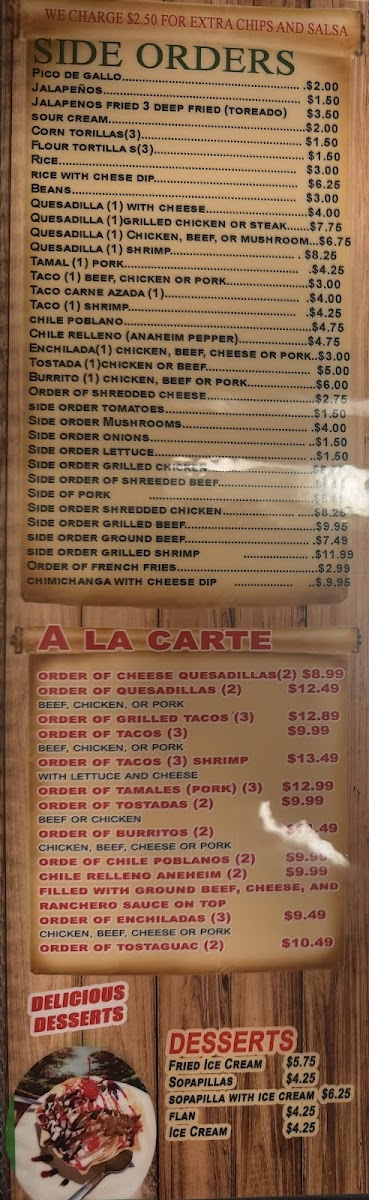 WE CHARGE $2.50 FOR EXTRA CHIPS AND SALSA
SIDE ORDERS
PICO DE GALLO....................$2.00
JALAPEÑOS....................$1.50
JALAPENOS FRIED 3 DEEP FRIED (TOREADO) $3.50
SOUR CREAM....................$2.00
CORN TORILLAS(3)....................$1.50
FLOUR TORTILLA S(3)....................$1.50
RICE.................... $3.00
RICE WITH CHESE DIP.................... $6.25
BEANS.................... $3.00
QUESADILLA (1) WITH CHEESE....................$4.00
QUESADILLA (1)GRILLED CHICKEN OR STEAK......$7.75
QUESADILLA (1) CHICKEN, BEEF, OR MUSHROOM...$6.75
QUESADILLA (1) SHRIMP.................... $8.25
TAMAL (1) PORK.................... .$4.25
TACO (1) BEEF, CHICKEN OR PORK....................$3.00
TACO CARNE AZADA (1)....................$4.00
TACO (1) SHRIMP.................... $4.25
CHILE POBLANO....................$4.75
CHILE RELLENO (ANAHEIM PEPPER)....................$4.75
ENCHILADA(1) CHICKEN, BEEF, CHEESE OR PORK..$3.00
TOSTADA (1)CHICKEN OR BEEF.................... $5.00
BURRITO (1) CHICKEN, BEEF OR PORK....................$6.00
ORDER OF SHREDDED CHEESE....................$2.75
SIDE ORDER TOMATOES....................$1.50
SIDE ORDER MUSHROOMS.................... .$4.00
SIDE ORDER ONIONS.................... .$1.50
SIDE ORDER LETTUCE.................... .$1.50
SIDE ORDER GRILLED CHICKEN
SIDE ORDER OF SHREEDED BEEF
SIDE OF PORK
SIDE ORDER SHREDDED CHICKEN.................... ....$8.25
SIDE ORDER GRILLED BEEF....................$9.95
SIDE ORDER GROUND BEEF.................... .$7.49
SIDE ORDER GRILLED SHRIMP .................... .$11.99
ORDER OF FRENCH FRIES....................$2.99
CHIMICHANGA WITH CHEESE DIP .................... ..$.9.95
A LA CARTE
ORDER OF CHEESE QUESADILLAS(2) $8.99
ORDER OF QUESADILLAS (2) $12.49
BEEF, CHICKEN, OR PORK
ORDER OF GRILLED TACOS (3) $12.89
ORDER OF TACOS (3) $9.99
BEEF, CHICKEN, OR PORK
ORDER OF TACOS (3) SHRIMP $13.49
WITH LETTUCE AND CHEESE
ORDER OF TAMALES (PORK) (3) $12.99
ORDER OF TOSTADAS (2) $9.99
BEEF OR CHICKEN
ORDER OF BURRITOS (2)
CHICKEN, BEEF, CHEESE OR PORK
ORDE OF CHILE POBLANOS (2)
CHILE RELLENO ANEHEIM (2) $9.99
FILLED WITH GROUND BEEF, CHEESE, AND
RANCHERO SAUCE ON TOP
ORDER OF ENCHILADAS (3) $9.49
CHICKEN, BEEF, CHEESE OR PORK
ORDER OF TOSTAGUAC (2) $10.49
DELICIOUS
DESSERTS
DESSERTS
FRIED ICE CREAM $5.75
SOPAPILLAS $4.25
SOPAPILLA WITH ICE CREAM $6.25
FLAN $4.25
ICE CREAM $4.25